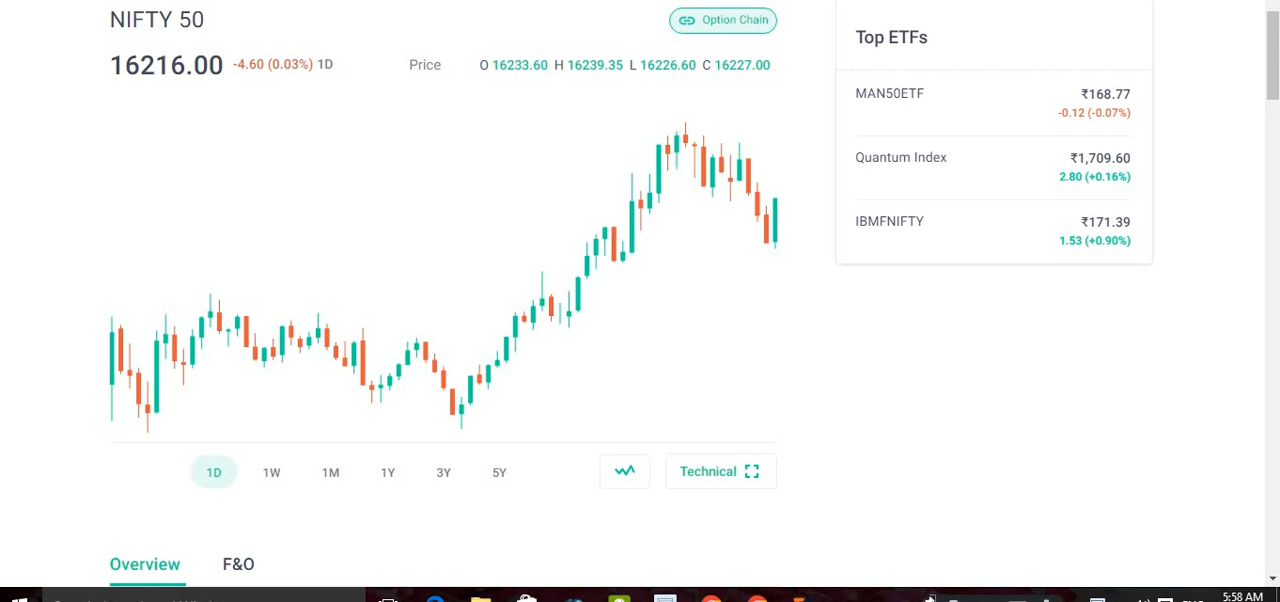 NIFTY 50
Option Chain
16216.00 -4.60 (0.03%) 1D
Price O 16233.60 H 16239.35 L 16226.60 C 16227.00
1D 1W 1M 1Y 3Y 5Y
Technical
Overview F&O
Top ETFs
MAN50ETF ₹168.77
-0.12 (-0.07%)
Quantum Index ₹1,709.60
2.80 (+0.16%)
IBMFNIFTY ₹171.39
1.53 (+0.90%)
5:58 AM